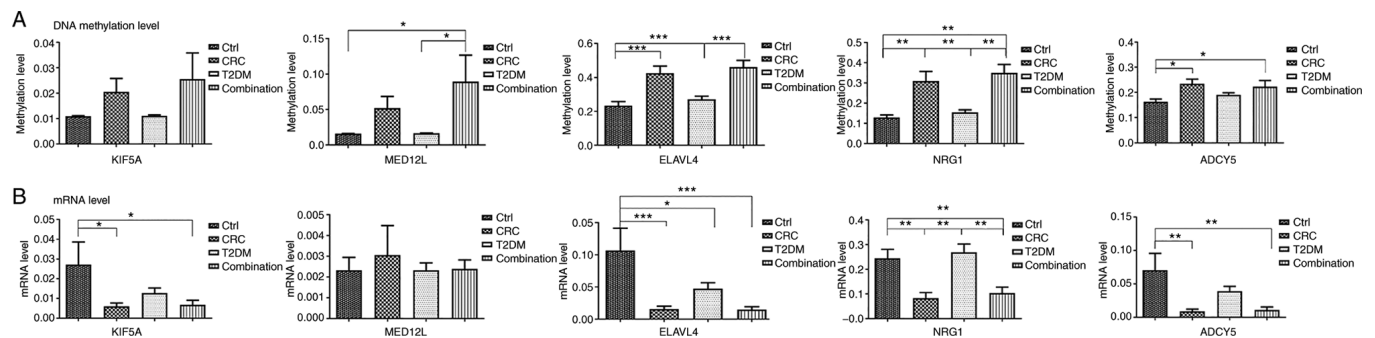 A
DNA methylation level
Methylation level
0.04
0.03
0.02
0.01
0.00
KIF5A
Ctrl
CRC
T2DM
Combination
Methylation level
0.15
0.10
0.05
0.0
*
*
MED12L
Ctrl
CRC
T2DM
Combination
Methylation level
0.6
0.4
0.2
0.0
***
***
***
ELAVL4
Ctrl
CRC
T2DM
Combination
Methylation level
0.5
0.4
0.3
0.2
0.1
0.0
**
** ** **
NRG1
Ctrl
CRC
T2DM
Combination
Methylation level
0.4
0.3
0.2
0.1
0.0
*
*
ADCY5
Ctrl
CRC
T2DM
Combination
B
mRNA level
mRNA level
0.05
0.04
0.03
0.02
0.01
0.00
*
*
KIF5A
Ctrl
CRC
T2DM
Combination
mRNA level
0.005
0.004
0.003
0.002
0.001
0.000
MED12L
Ctrl
CRC
T2DM
Combination
mRNA level
0.15
0.10
0.05
0.00
***
*
***
ELAVL4
Ctrl
CRC
T2DM
Combination
mRNA level
0.4
0.3
0.2
0.1
–0.0
**
** ** **
NRG1
Ctrl
CRC
T2DM
Combination
mRNA level
0.15
0.10
0.05
0.00
**
**
ADCY5
Ctrl
CRC
T2DM
Combination